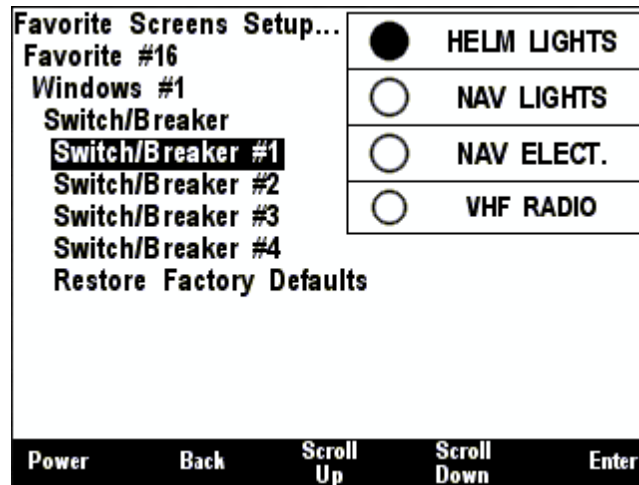 Favorite Screens Setup...
Favorite #16
Windows #1
Switch/Breaker
Switch/Breaker #1
Switch/Breaker #2
Switch/Breaker #3
Switch/Breaker #4
Restore Factory Defaults
HELM LIGHTS
NAV LIGHTS
NAV ELECT.
VHF RADIO
Power
Back
Scroll
Up
Scroll
Down
Enter